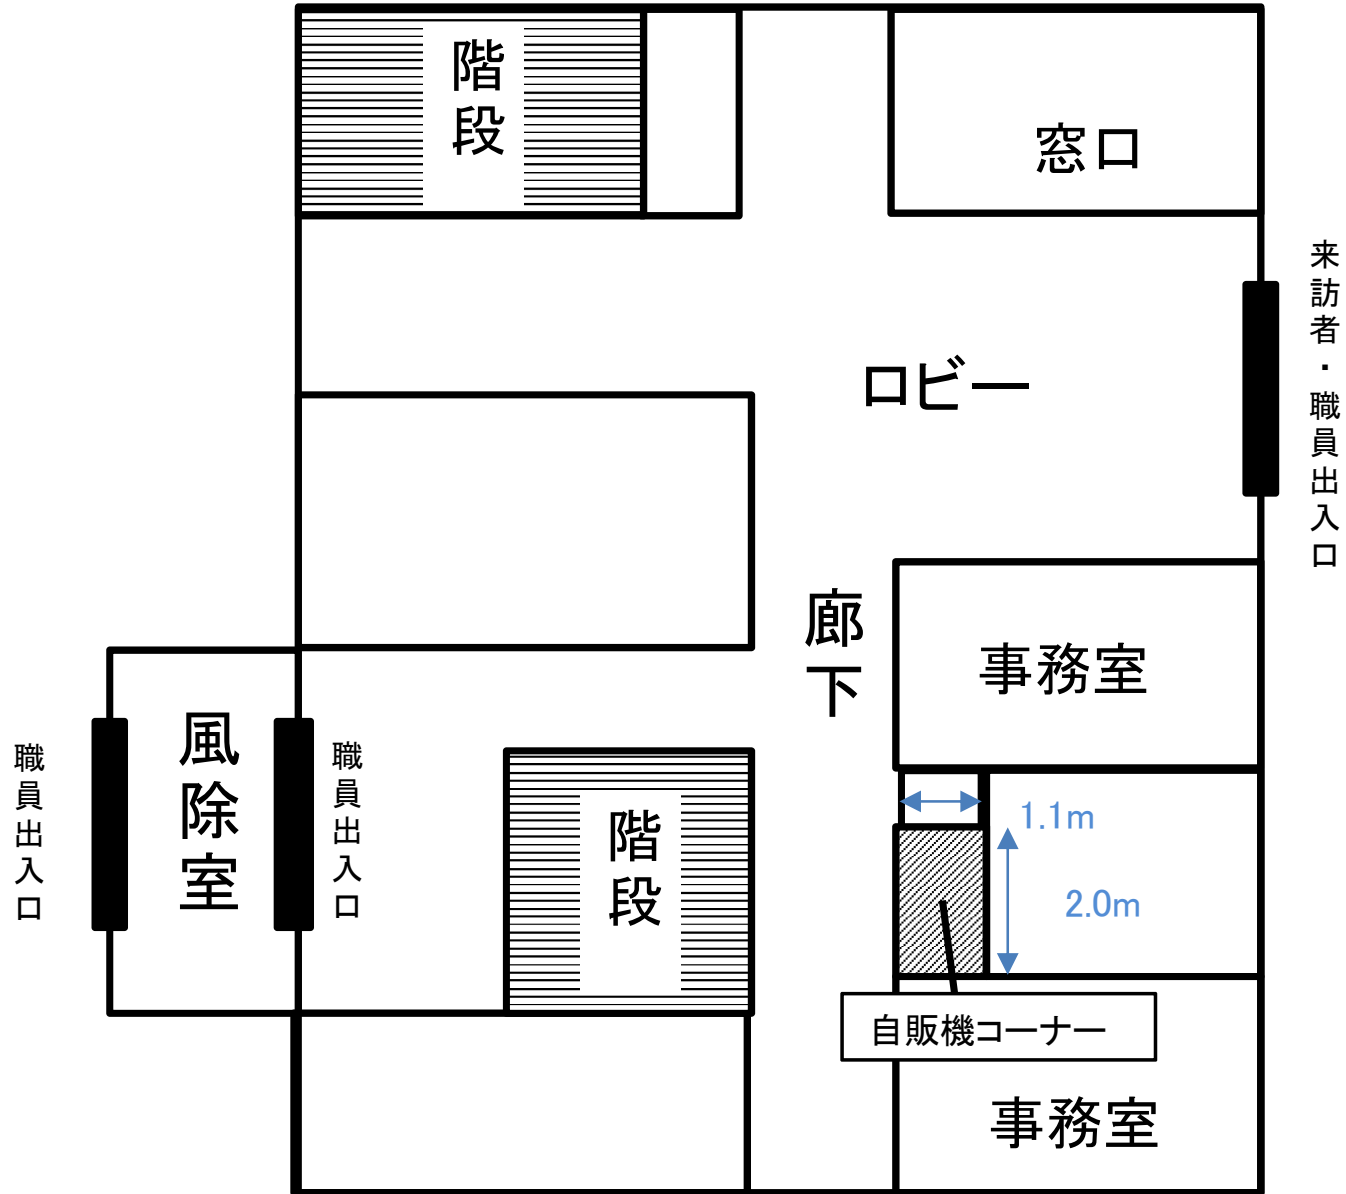 階段
窓口
来訪者・職員出入口
ロビー
廊下
事務室
風除室
職員出入口
職員出入口
1.1m
階段
2.0m
自販機コーナー
事務室